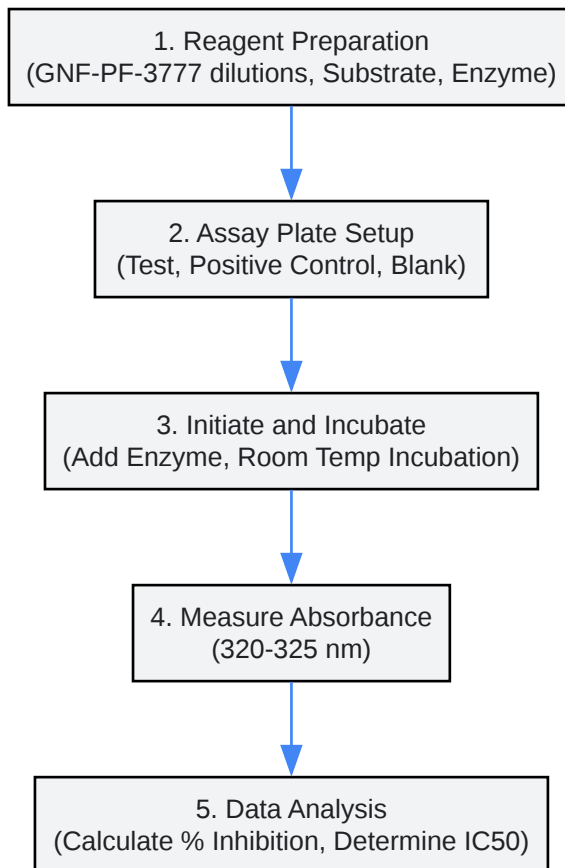 1. Reagent Preparation
(GNF-PF-3777 dilutions, Substrate, Enzyme)
2. Assay Plate Setup
(Test, Positive Control, Blank)
3. Initiate and Incubate
(Add Enzyme, Room Temp Incubation)
4. Measure Absorbance
(320-325 nm)
5. Data Analysis
(Calculate % Inhibition, Determine IC50)